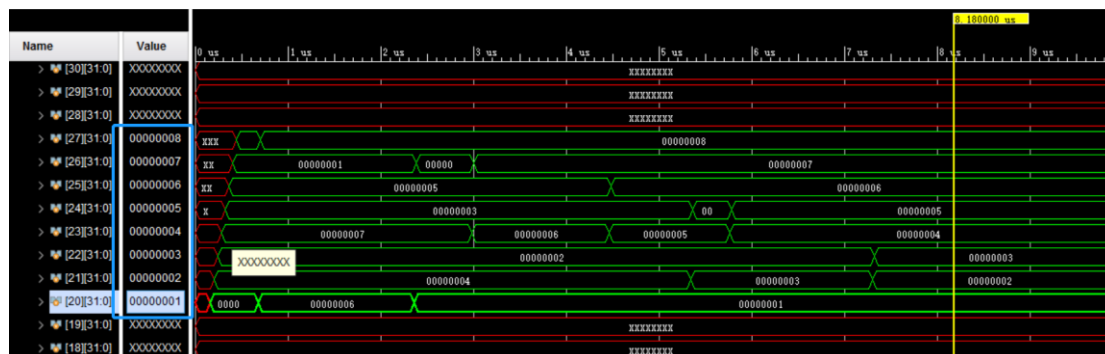 8.180000 us
Name Value 0 us 1 us 2 us 3 us 4 us 5 us 6 us 7 us 8 us 9 us
[30][31:0] XXXXXXXX XXXXXXXX
[29][31:0] XXXXXXXX XXXXXXXX
[28][31:0] XXXXXXXX XXXXXXXX
[27][31:0] 00000008 XXX 00000008
[26][31:0] 00000007 XX 00000001 00000 00000007
[25][31:0] 00000006 XX 00000005 00000006
[24][31:0] 00000005 X 00000003 00 00000005
[23][31:0] 00000004 00000007 00000006 00000005 00000004
[22][31:0] 00000003 XXXXXXXX 00000002 00000003
[21][31:0] 00000002 00000004 00000003 00000002
[20][31:0] 00000001 0000 00000006 00000001
[19][31:0] XXXXXXXX XXXXXXXX
[18][31:0] XXXXXXXX XXXXXXXX